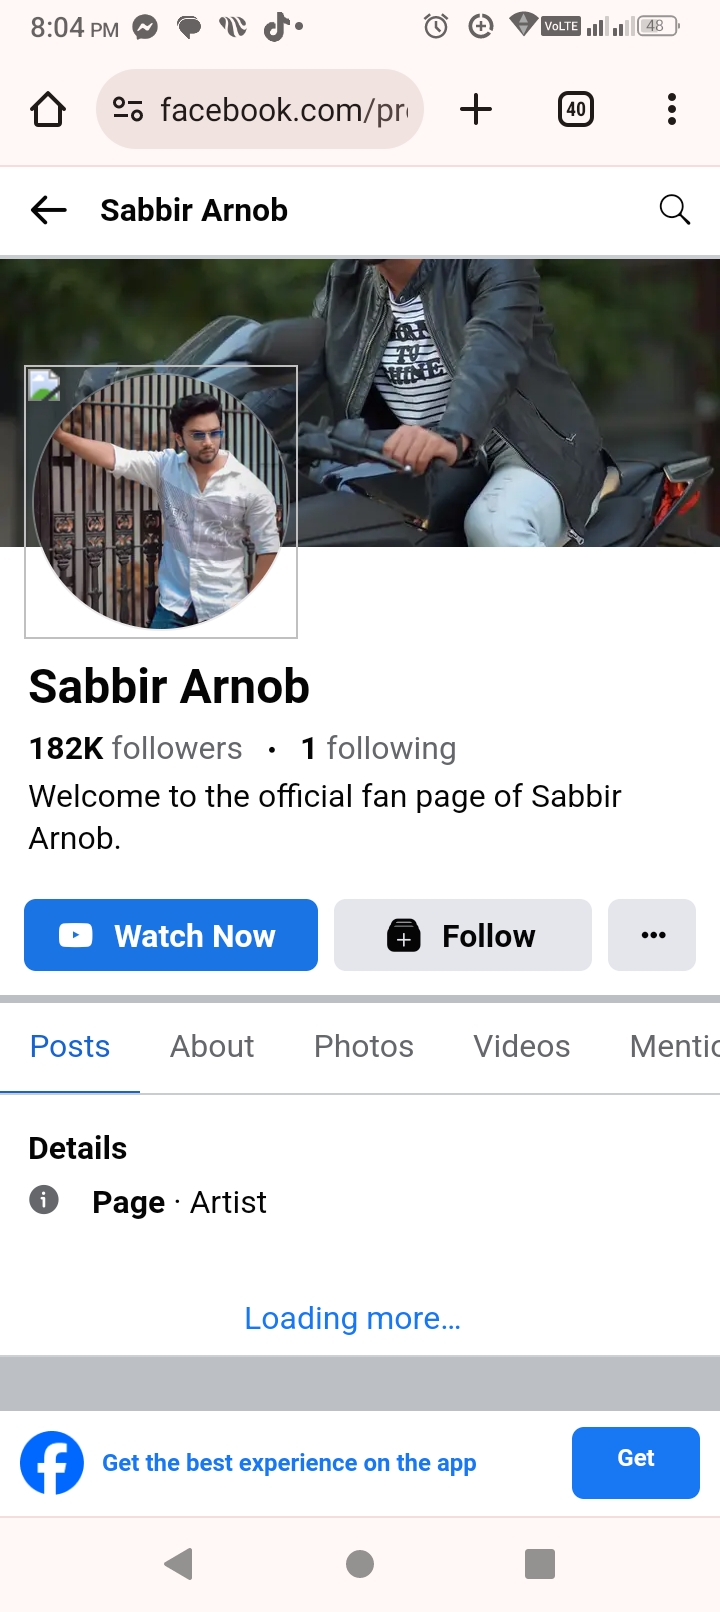 8:04 PM
VoLTE
48
facebook.com/pr
40
Sabbir Arnob
TO
Sabbir Arnob
182K followers • 1 following
Welcome to the official fan page of Sabbir
Arnob.
Watch Now
Follow
Posts About Photos Videos Mentio
Details
Page · Artist
Loading more...
Get the best experience on the app
Get